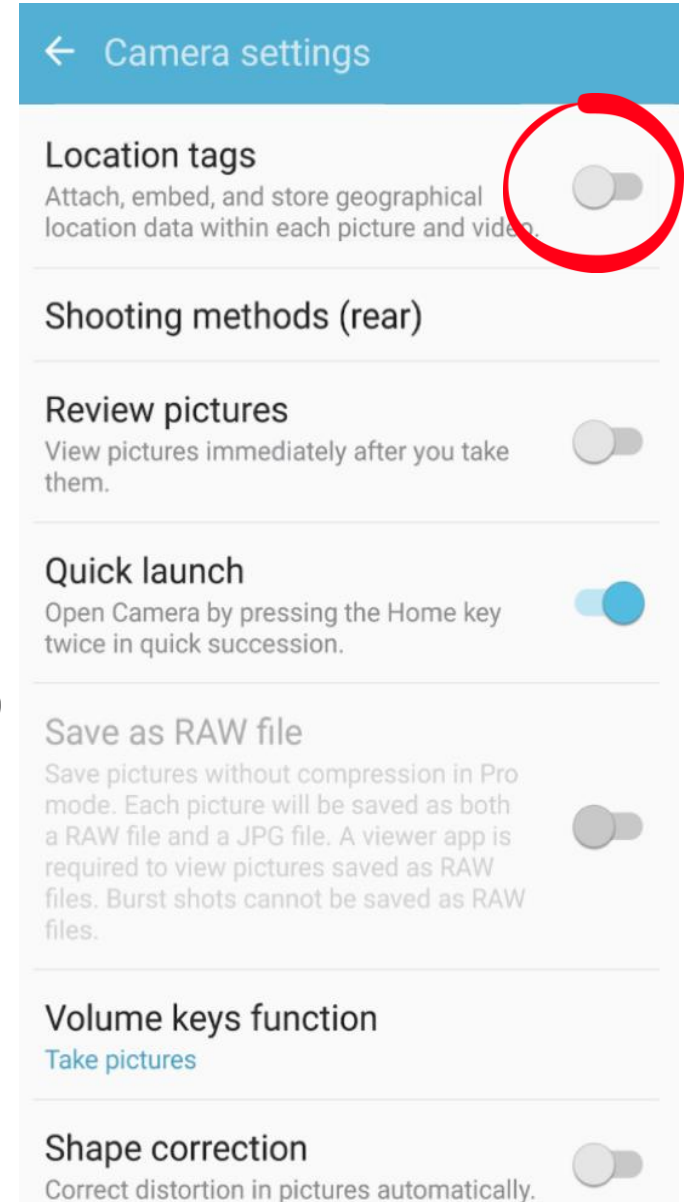 Camera settings
Location tags
Attach, embed, and store geographical
location data within each picture and video.
Shooting methods (rear)
Review pictures
View pictures immediately after you take
them.
Quick launch
Open Camera by pressing the Home key
twice in quick succession.
Save as RAW file
Save pictures without compression in Pro
mode. Each picture will be saved as both
a RAW file and a JPG file. A viewer app is
required to view pictures saved as RAW
files. Burst shots cannot be saved as RAW
files.
Volume keys function
Take pictures
Shape correction
Correct distortion in pictures automatically.